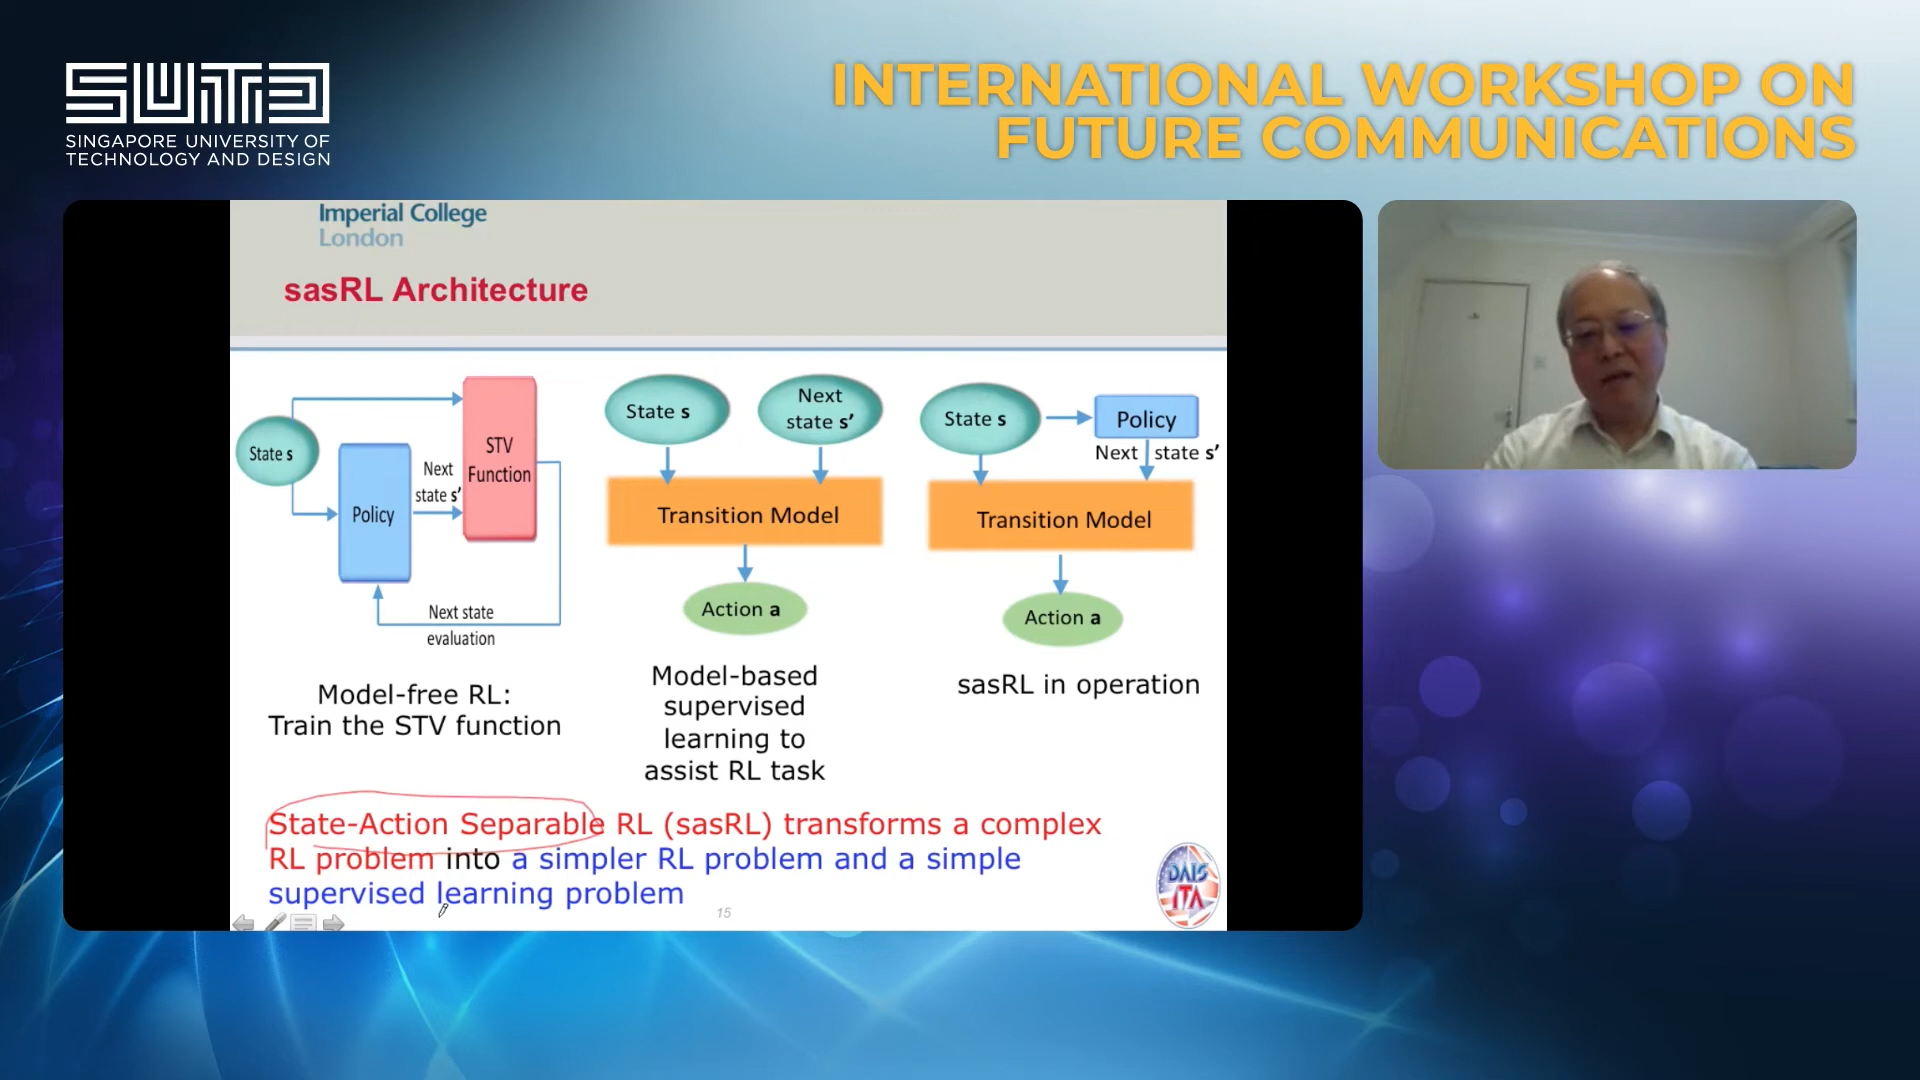 SUTD
SINGAPORE UNIVERSITY OF
TECHNOLOGY AND DESIGN
INTERNATIONAL WORKSHOP ON
FUTURE COMMUNICATIONS
Imperial College
London
sasRL Architecture
State s
Policy
Next
state s’
STV
Function
Next state
evaluation
Model-free RL:
Train the STV function
State s
Next
state s’
Transition Model
Action a
Model-based
supervised
learning to
assist RL task
State s
Policy
Next state s’
Transition Model
Action a
sasRL in operation
State-Action Separable RL (sasRL) transforms a complex
RL problem into a simpler RL problem and a simple
supervised learning problem
15
DAIS
ITA